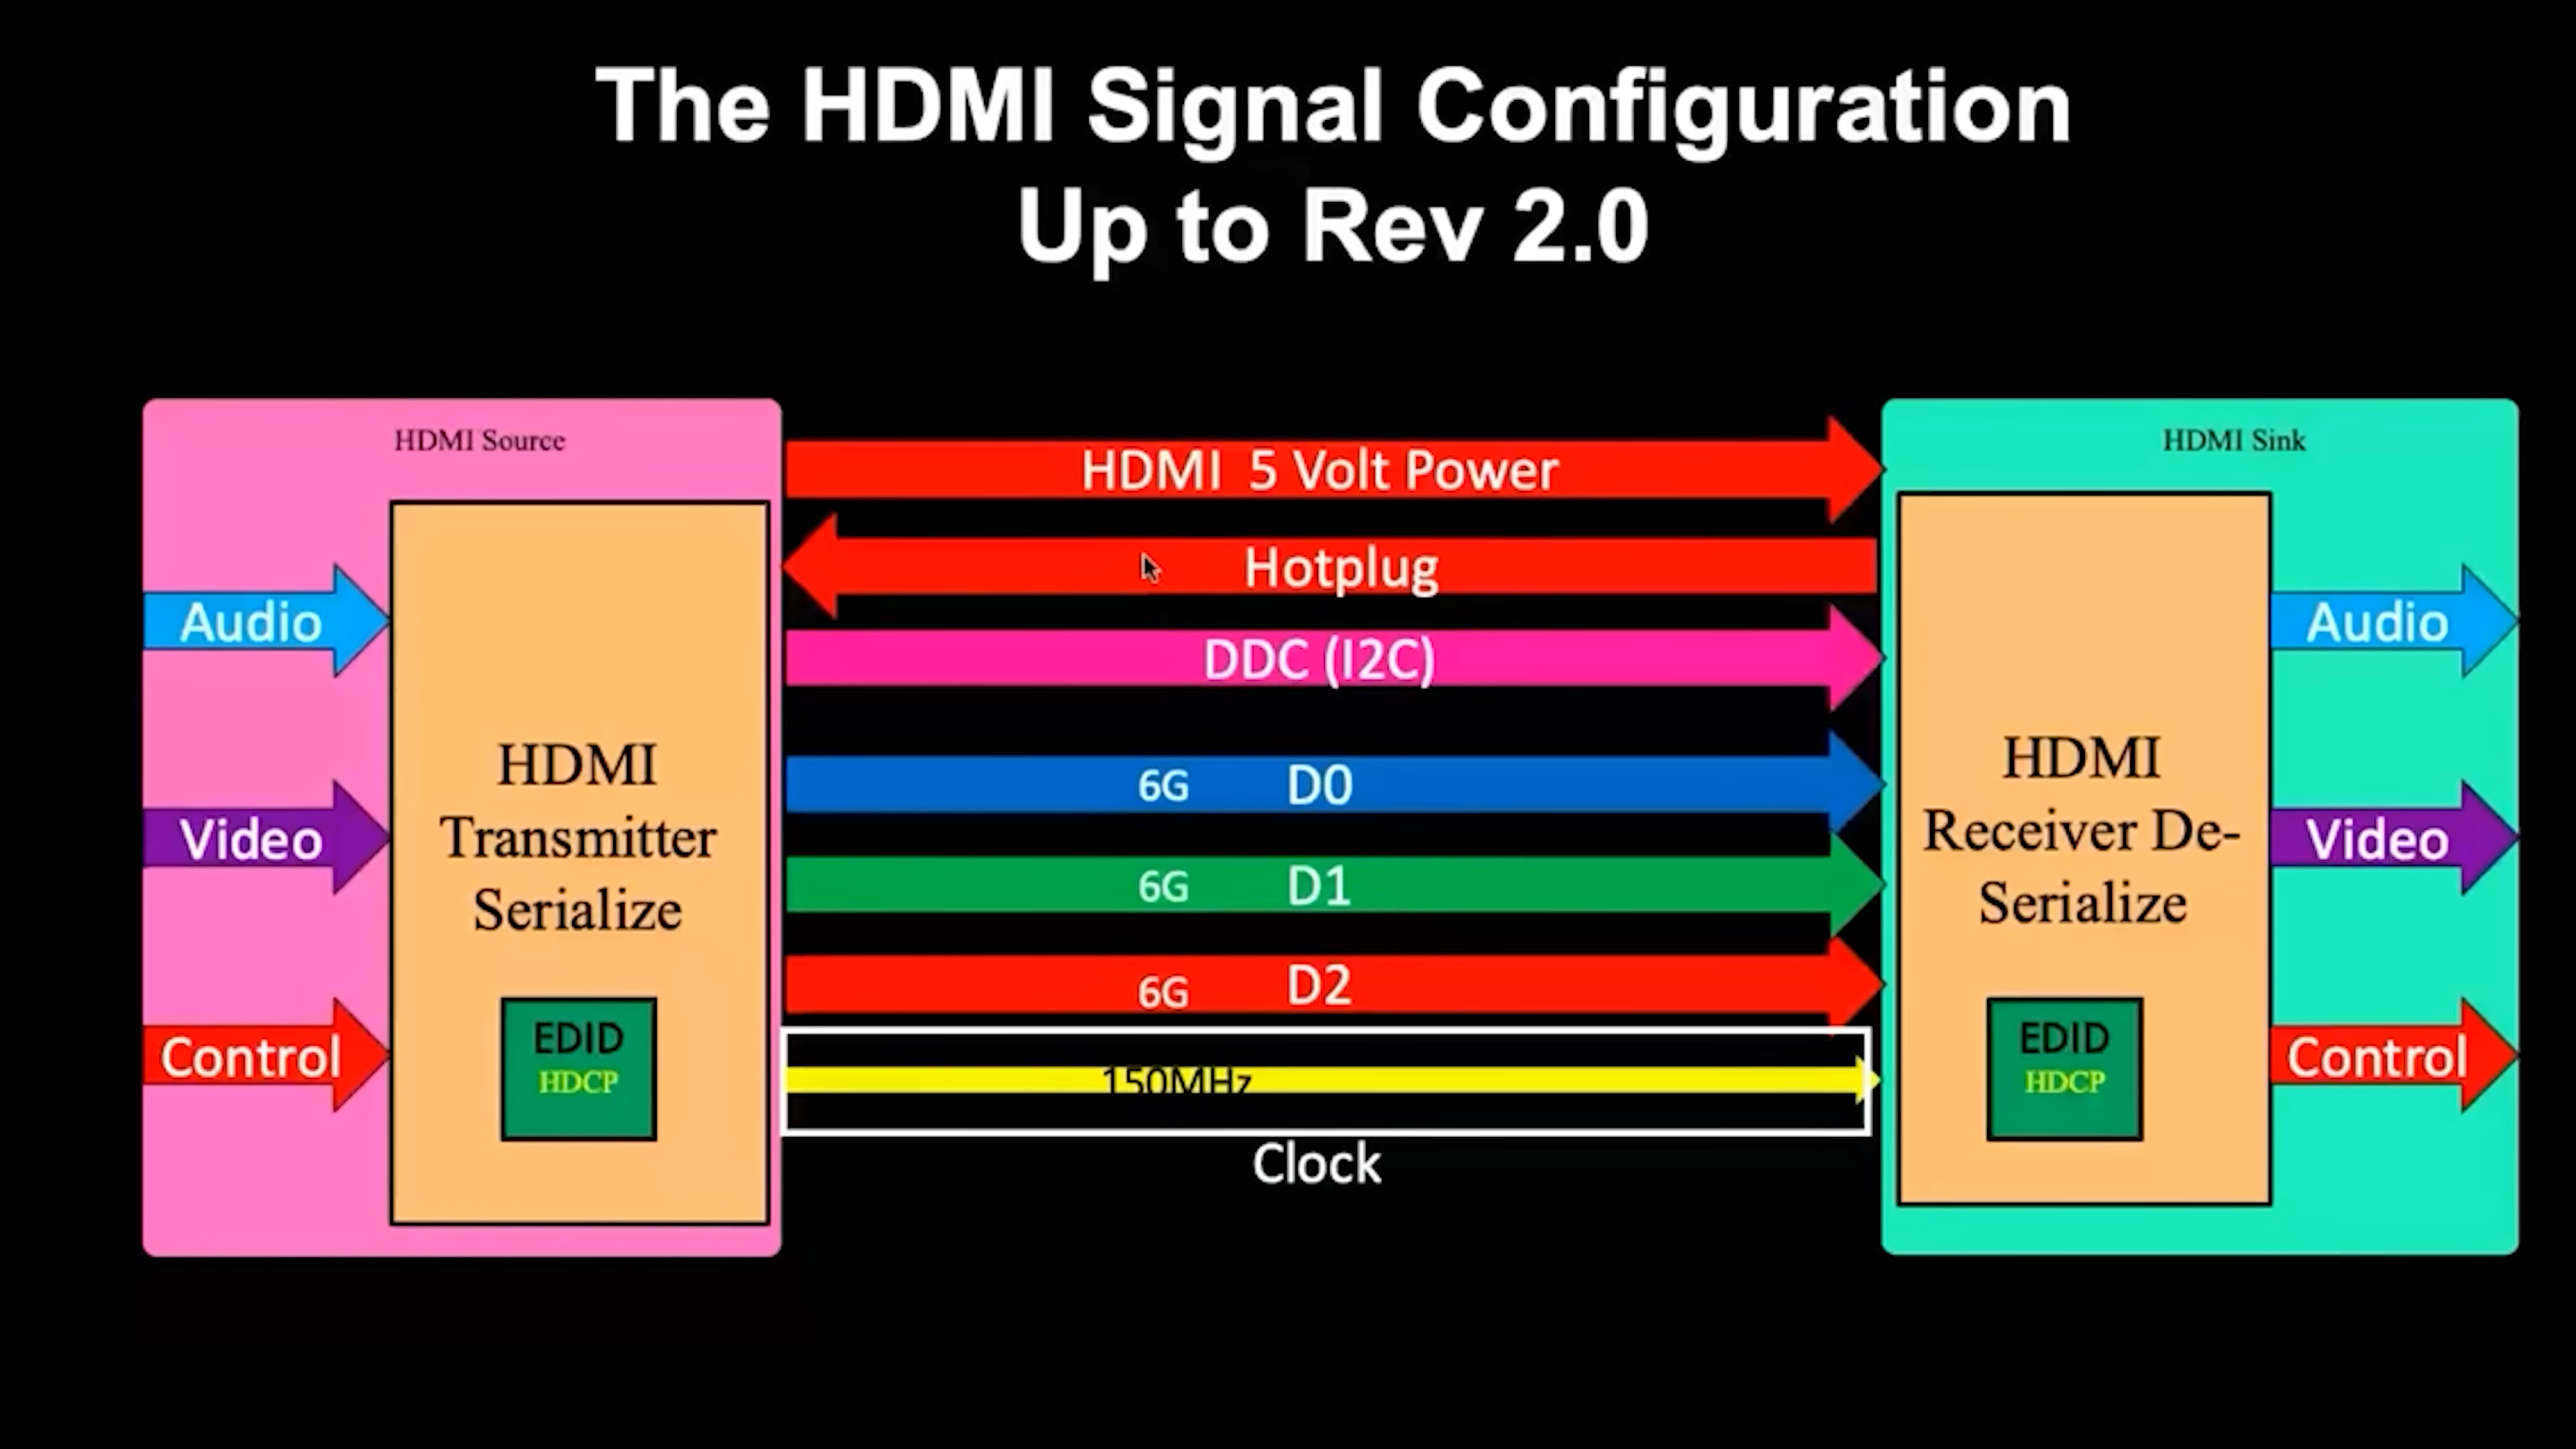 The HDMI Signal Configuration
Up to Rev 2.0
HDMI Source
Audio
Video
Control
HDMI
Transmitter
Serialize
EDID
HDCP
HDMI 5 Volt Power
Hotplug
DDC (I2C)
6G D0
6G D1
6G D2
150MHz
Clock
HDMI Sink
HDMI
Receiver De-
Serialize
EDID
HDCP
Audio
Video
Control